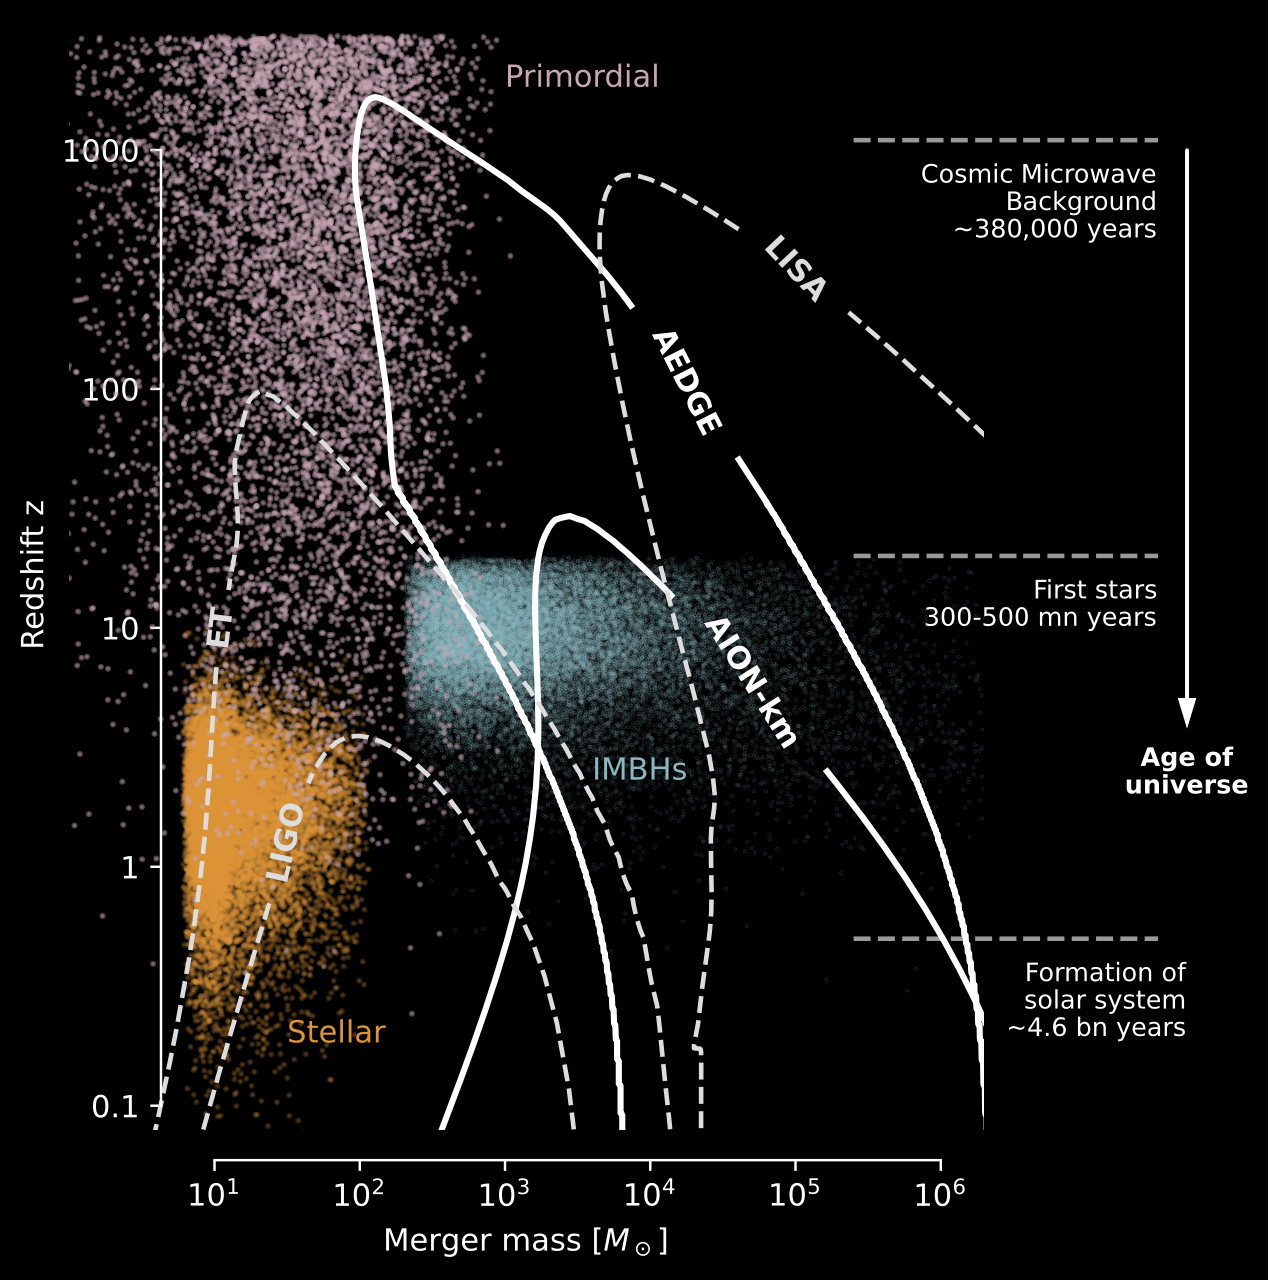 Primordial
1000
Cosmic Microwave
Background
~380,000 years
LISA
AEDGE
100
Redshift z
First stars
300-500 mn years
ET
10
AION-km
Age of
universe
IMBHs
LIGO
1
Formation of
solar system
~4.6 bn years
Stellar
0.1
10¹ 10² 10³ 10⁴ 10⁵ 10⁶
Merger mass [M⊙]